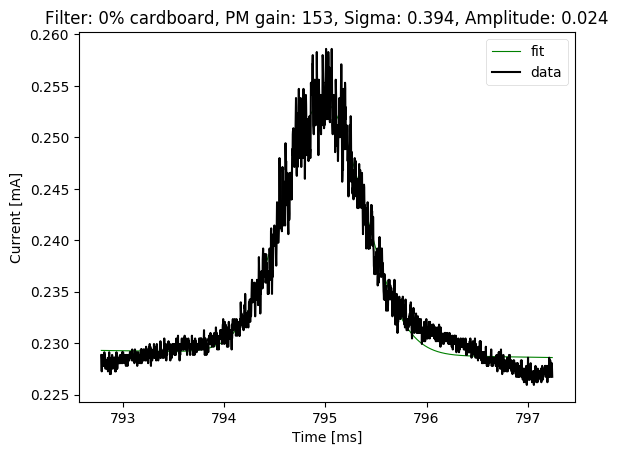 Filter: 0% cardboard, PM gain: 153, Sigma: 0.394, Amplitude: 0.024
fit
data
0.260
0.255
0.250
0.245
0.240
0.235
0.230
0.225
Current [mA]
793 794 795 796 797
Time [ms]